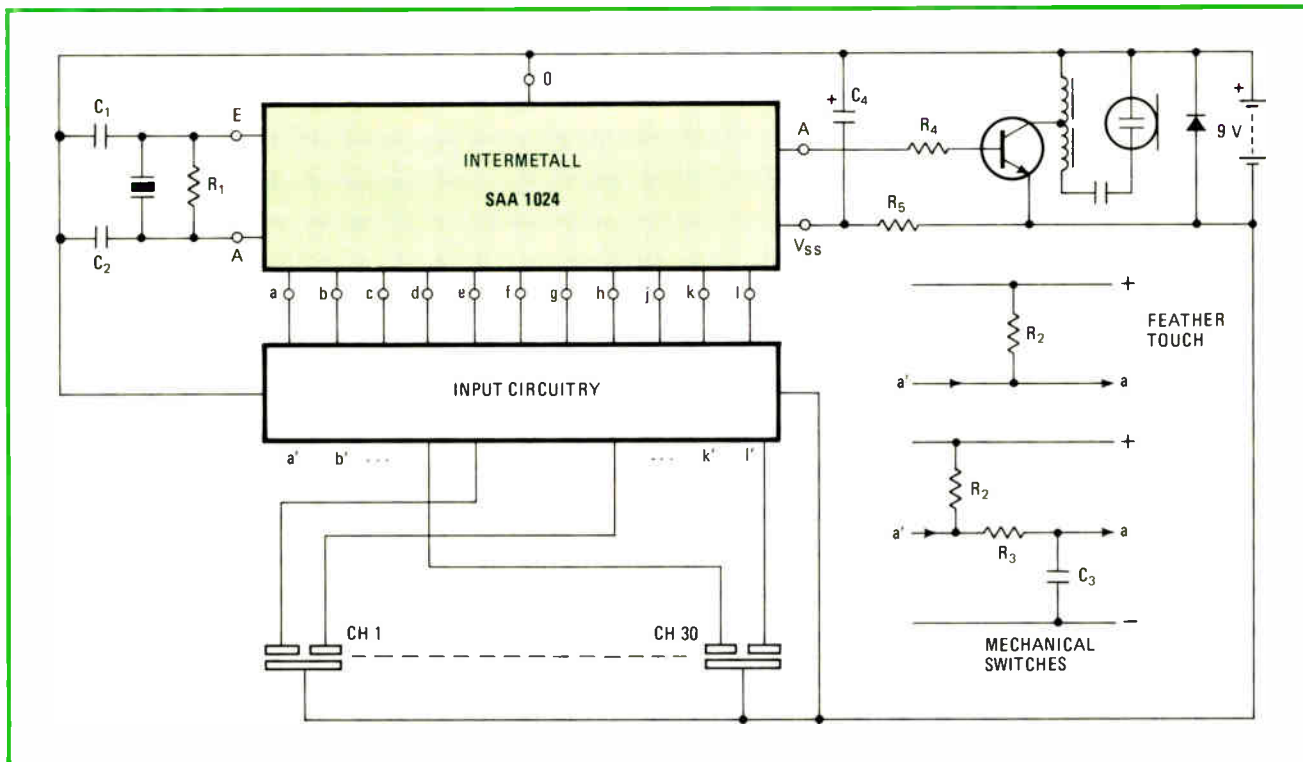 0
C1
E
R1
C2
A
INTERMETALL
SAA 1024
C4
+
A
R4
R5
VSS
+
9 V
a b c d e f g h j k l
INPUT CIRCUITRY
a' b' ... ... k' l'
CH 1
CH 30
+
R2
FEATHER
TOUCH
a'
a
+
R2
a'
R3
a
C3
−
MECHANICAL
SWITCHES